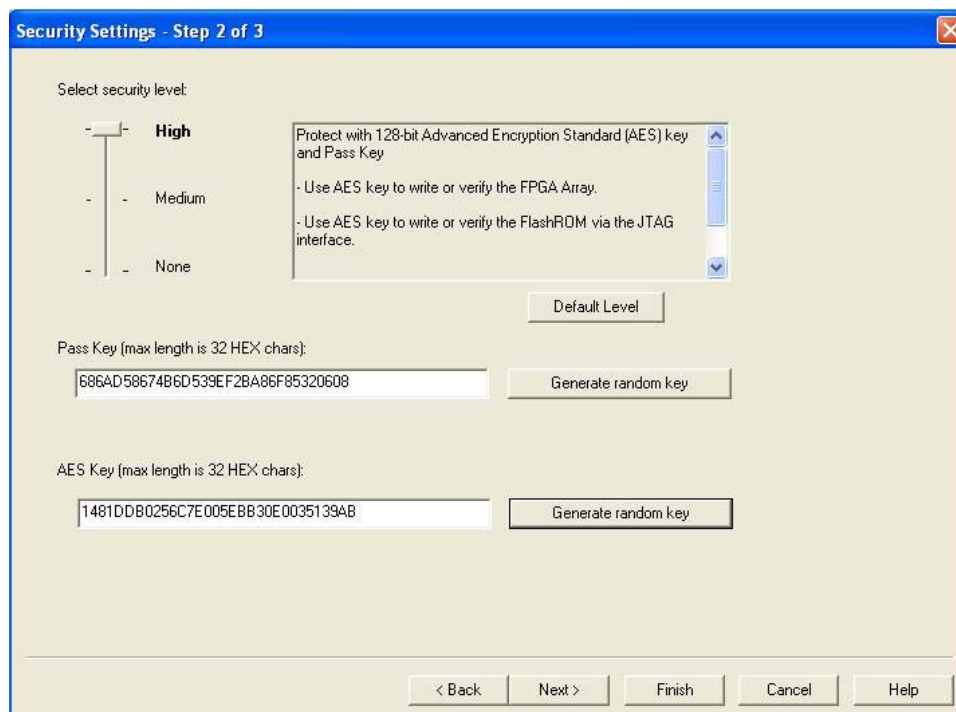 Security Settings - Step 2 of 3
Select security level:
High
Medium
None
Protect with 128-bit Advanced Encryption Standard (AES) key
and Pass Key
- Use AES key to write or verify the FPGA Array.
- Use AES key to write or verify the FlashROM via the JTAG
interface.
Default Level
Pass Key (max length is 32 HEX chars):
686AD58674B6D539EF2BA86F85320608
Generate random key
AES Key (max length is 32 HEX chars):
1481DDB0256C7E005EBB30E0035139AB
Generate random key
< Back
Next >
Finish
Cancel
Help